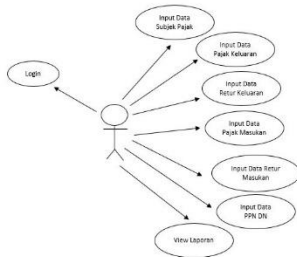 Input Data
Subjek Pajak
Input Data
Pajak Keluaran
Login
Input Data
Retur Keluaran
Input Data
Pajak Masukan
Input Data Retur
Masukan
Input Data
PPN DN
View Laporan